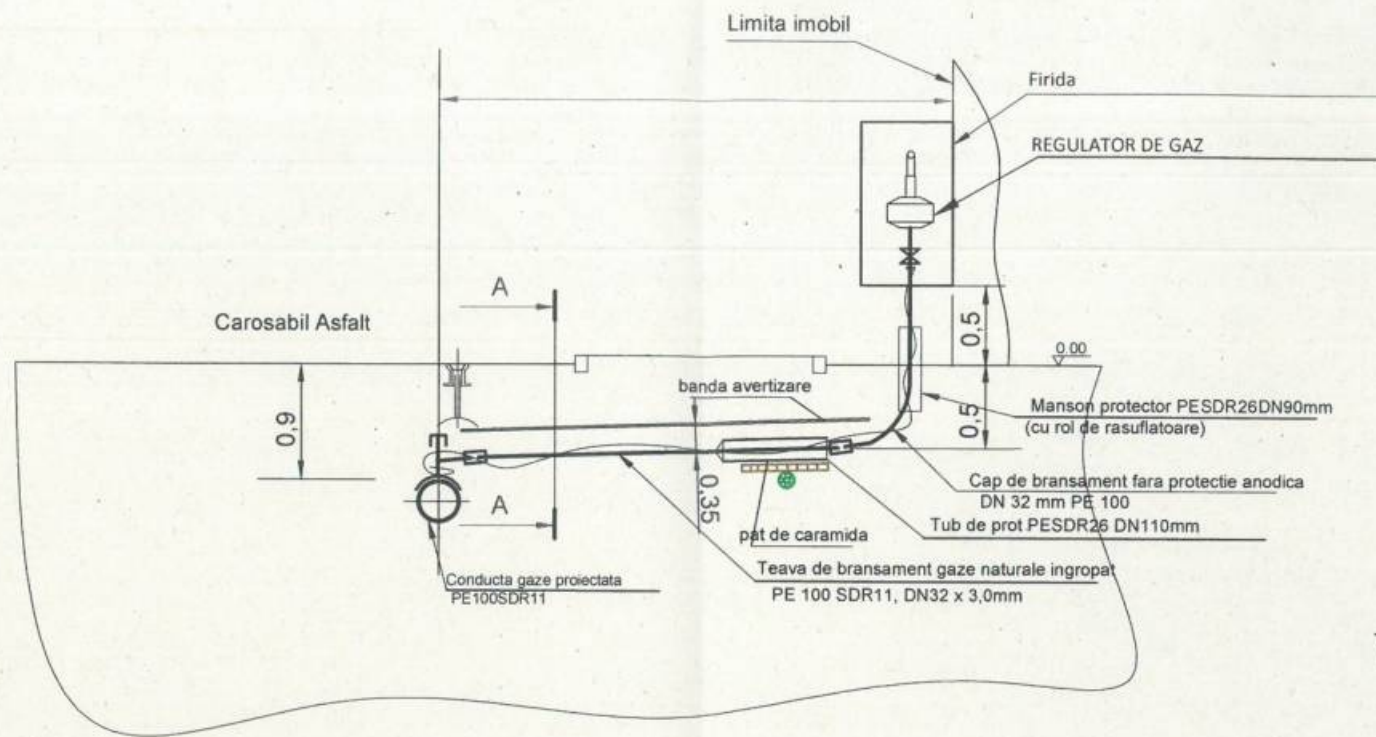 Limita imobil
Firida
REGULATOR DE GAZ
A
Carosabil Asfalt
0,5
0.00
banda avertizare
0,9
0,5
Manson protector PESDR26DN90mm
(cu rol de rasuflatoare)
A
0,35
Cap de bransament fara protectie anodica
DN 32 mm PE 100
pat de caramida
Tub de prot PESDR26 DN110mm
Conducta gaze proiectata
PE100SDR11
Teava de bransament gaze naturale ingropat
PE 100 SDR11, DN32 x 3,0mm